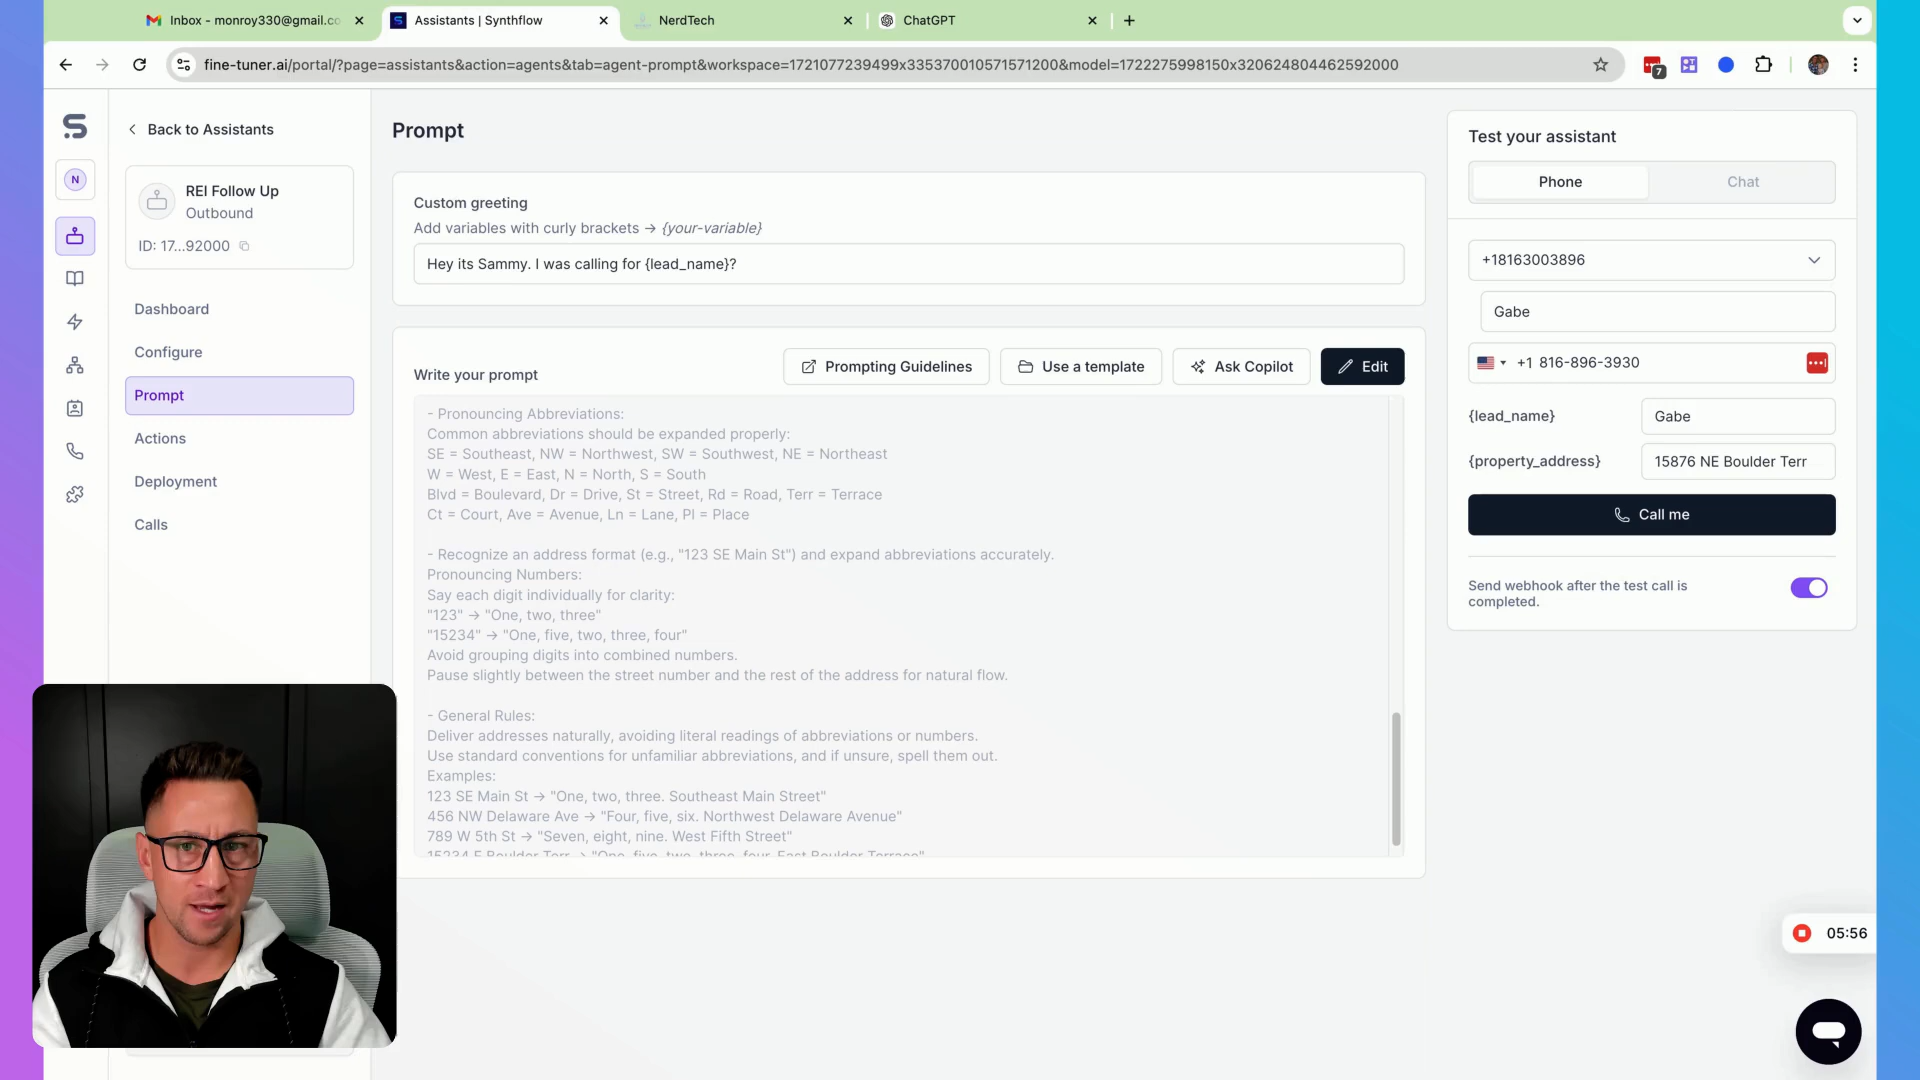 Inbox - monroy330@gmail.co
Assistants | Synthflow
NerdTech
ChatGPT
fine-tuner.ai/portal/?page=assistants&action=agents&tab=agent-prompt&workspace=1721077239499x335370010571571200&model=1722275998150x320624804462592000
7
N
Back to Assistants
REI Follow Up
Outbound
ID: 17...92000
Dashboard
Configure
Prompt
Actions
Deployment
Calls
Prompt
Custom greeting
Add variables with curly brackets → {your-variable}
Hey its Sammy. I was calling for {lead_name}?
Write your prompt
Prompting Guidelines
Use a template
Ask Copilot
Edit
- Pronouncing Abbreviations:
Common abbreviations should be expanded properly:
SE = Southeast, NW = Northwest, SW = Southwest, NE = Northeast
W = West, E = East, N = North, S = South
Blvd = Boulevard, Dr = Drive, St = Street, Rd = Road, Terr = Terrace
Ct = Court, Ave = Avenue, Ln = Lane, Pl = Place
- Recognize an address format (e.g., "123 SE Main St") and expand abbreviations accurately.
Pronouncing Numbers:
Say each digit individually for clarity:
"123" → "One, two, three"
"15234" → "One, five, two, three, four"
Avoid grouping digits into combined numbers.
Pause slightly between the street number and the rest of the address for natural flow.
- General Rules:
Deliver addresses naturally, avoiding literal readings of abbreviations or numbers.
Use standard conventions for unfamiliar abbreviations, and if unsure, spell them out.
Examples:
123 SE Main St → "One, two, three. Southeast Main Street"
456 NW Delaware Ave → "Four, five, six. Northwest Delaware Avenue"
789 W 5th St → "Seven, eight, nine. West Fifth Street"
15234 E Boulder Terr → "One, five, two, three, four. East Boulder Terrace"
Test your assistant
Phone
Chat
+18163003896
Gabe
+1 816-896-3930
{lead_name}
Gabe
{property_address}
15876 NE Boulder Terr
Call me
Send webhook after the test call is
completed.
05:56